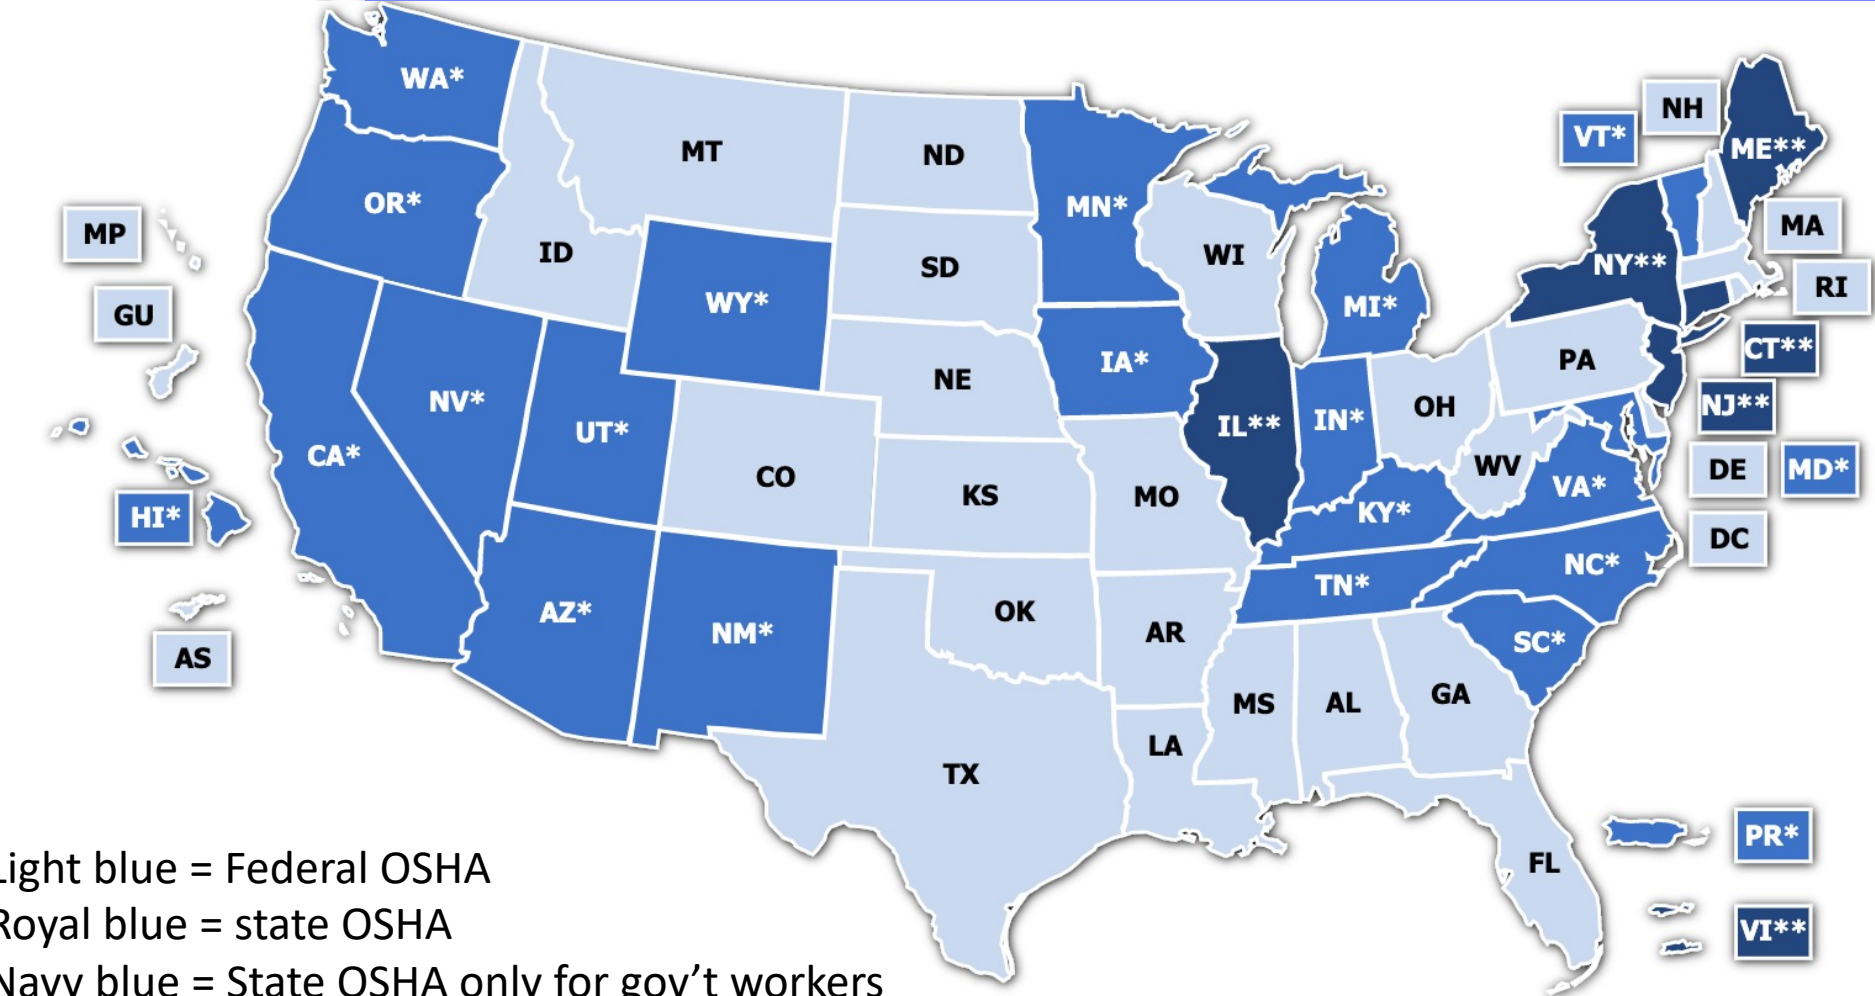 WA*
MT
ND
MN*
VT*
NH
ME**
OR*
ID
WY*
SD
WI
MI*
NY**
MA
RI
MP
GU
CA*
NV*
UT*
CO
NE
KS
IA*
MO
IL**
IN*
OH
PA
CT**
NJ**
WV
VA*
KY*
DE
MD*
DC
HI*
AS
AZ*
NM*
OK
AR
TN*
NC*
SC*
TX
LA
MS
AL
GA
FL
PR*
VI**
Light blue = Federal OSHA
Royal blue = state OSHA
Navy blue = State OSHA only for gov’t workers